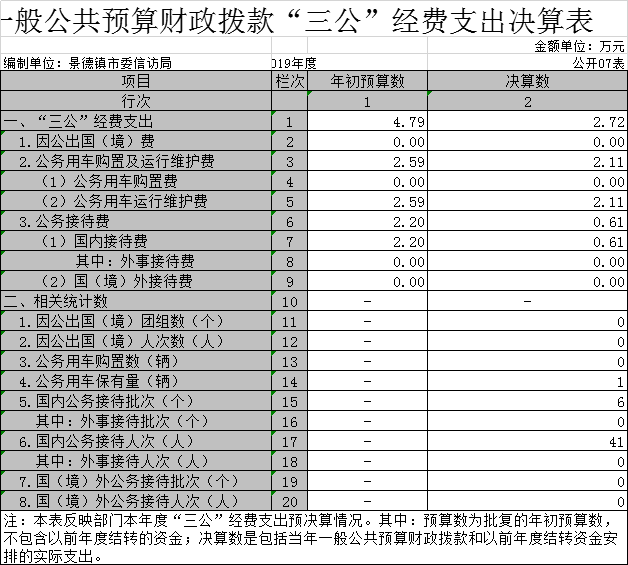 一般公共预算财政拨款“三公”经费支出决算表
金额单位：万元
编制单位：景德镇市委信访局 019年度 公开07表
项目 栏次 年初预算数 决算数
行次 1 2
一、“三公”经费支出 1 4.79 2.72
1.因公出国（境）费 2 0.00 0.00
2.公务用车购置及运行维护费 3 2.59 2.11
（1）公务用车购置费 4 0.00 0.00
（2）公务用车运行维护费 5 2.59 2.11
3.公务接待费 6 2.20 0.61
（1）国内接待费 7 2.20 0.61
其中：外事接待费 8 0.00 0.00
（2）国（境）外接待费 9 0.00 0.00
二、相关统计数 10 – –
1.因公出国（境）团组数（个） 11 – 0
2.因公出国（境）人次数（人） 12 – 0
3.公务用车购置数（辆） 13 – 0
4.公务用车保有量（辆） 14 – 1
5.国内公务接待批次（个） 15 – 6
其中：外事接待批次（个） 16 – 0
6.国内公务接待人次（人） 17 – 41
其中：外事接待人次（人） 18 – 0
7.国（境）外公务接待批次（个） 19 – 0
8.国（境）外公务接待人次（人） 20 – 0
注：本表反映部门本年度“三公”经费支出预决算情况。其中：预算数为批复的年初预算数，
不包含以前年度结转的资金；决算数是包括当年一般公共预算财政拨款和以前年度结转资金安
排的实际支出。